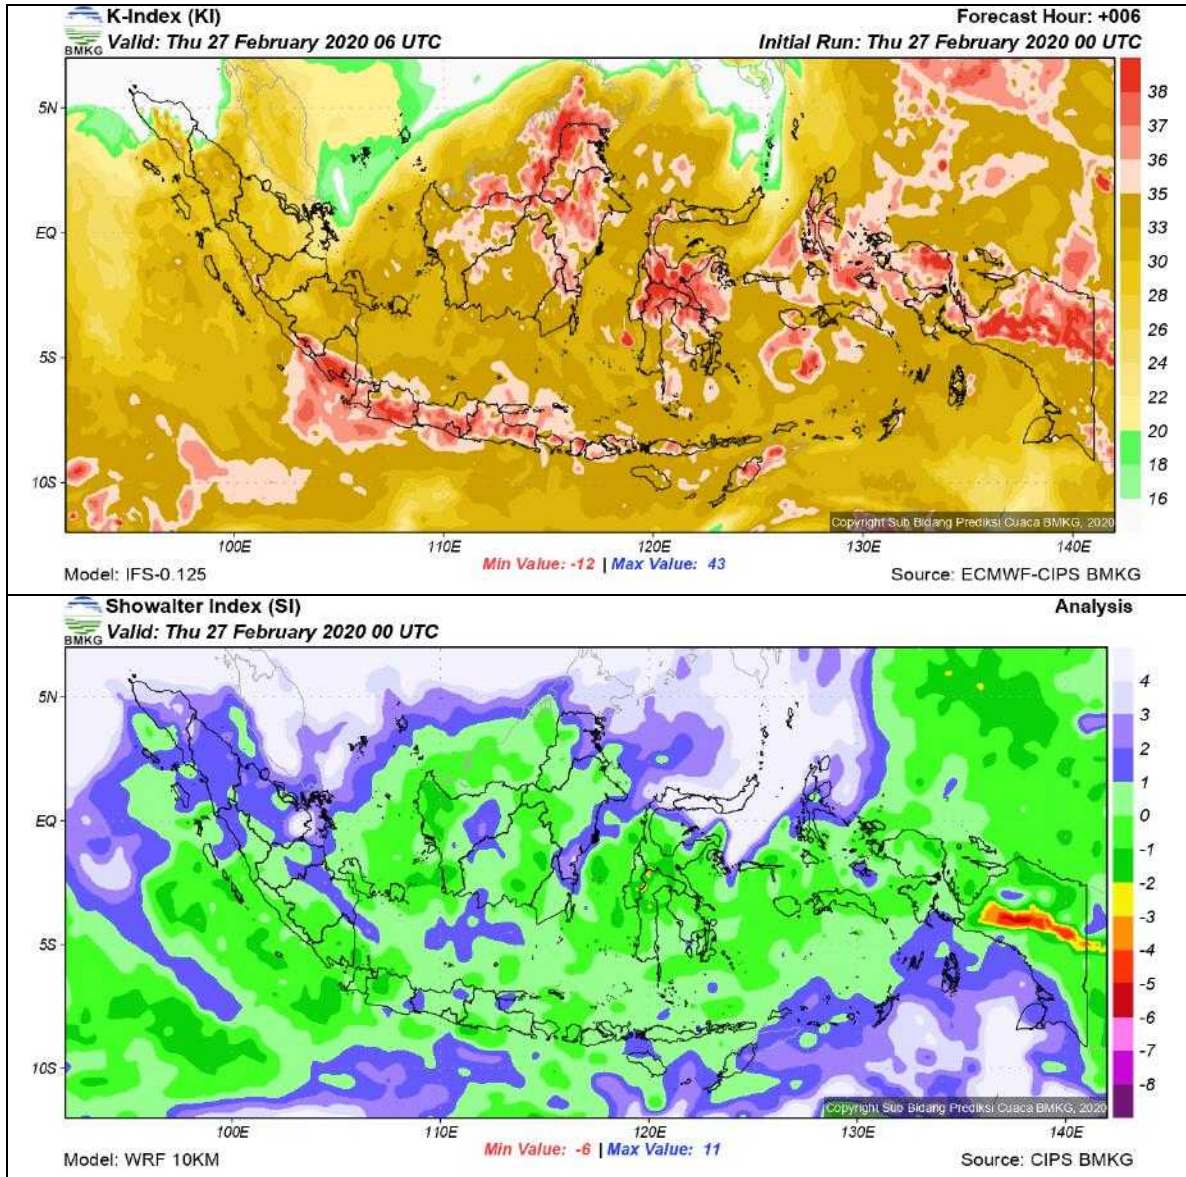 K-Index (KI)
Forecast Hour: +006
BMKG
Valid: Thu 27 February 2020 06 UTC
Initial Run: Thu 27 February 2020 00 UTC
5N
EQ
5S
10S
38
37
36
35
33
30
28
26
24
22
20
18
16
Copyright Sub Bidang Prediksi Cuaca BMKG, 2020
100E
110E
120E
130E
140E
Min Value: -12 | Max Value: 43
Model: IFS-0.125
Source: ECMWF-CIPS BMKG
Showalter Index (SI)
Analysis
BMKG
Valid: Thu 27 February 2020 00 UTC
5N
EQ
5S
10S
4
3
2
1
0
-1
-2
-3
-4
-5
-6
-7
-8
Copyright Sub Bidang Prediksi Cuaca BMKG, 2020
100E
110E
120E
130E
140E
Min Value: -6 | Max Value: 11
Model: WRF 10KM
Source: CIPS BMKG